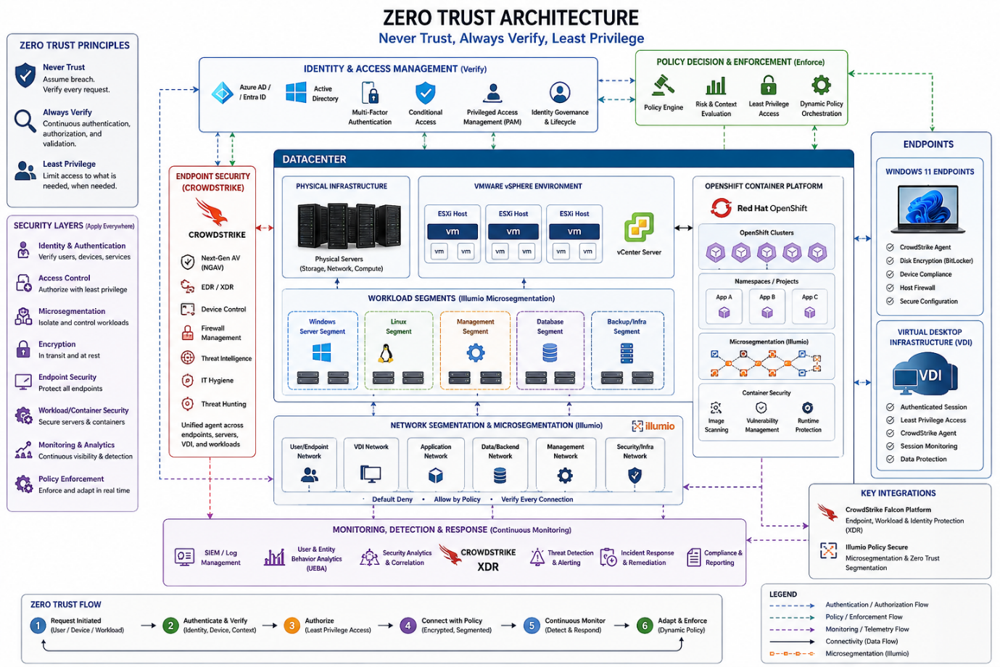 ZERO TRUST ARCHITECTURE
Never Trust, Always Verify, Least Privilege
ZERO TRUST PRINCIPLES
Never Trust
Assume breach.
Verify every request.
Always Verify
Continuous authentication,
authorization, and
validation.
Least Privilege
Limit access to what is
needed, when needed.
SECURITY LAYERS (Apply Everywhere)
Identity & Authentication
Verify users, devices, services
Access Control
Authorize with least privilege
Microsegmentation
Isolate and control workloads
Encryption
In transit and at rest
Endpoint Security
Protect all endpoints
Workload/Container Security
Secure servers & containers
Monitoring & Analytics
Continuous visibility & detection
Policy Enforcement
Enforce and adapt in real time
IDENTITY & ACCESS MANAGEMENT (Verify)
Azure AD /
/ Entra ID
Active
Directory
Multi-Factor
Authentication
Conditional
Access
Privileged Access
Management (PAM)
Identity Governance
& Lifecycle
POLICY DECISION & ENFORCEMENT (Enforce)
Policy Engine
Risk & Context
Evaluation
Least Privilege
Access
Dynamic Policy
Orchestration
ENDPOINT SECURITY
(CROWDSTRIKE)
CROWDSTRIKE
Next-Gen AV
(NGAV)
EDR / XDR
Device Control
Firewall
Management
Threat Intelligence
IT Hygiene
Threat Hunting
Unified agent across
endpoints, servers,
VDI, and workloads
DATACENTER
PHYSICAL INFRASTRUCTURE
Physical Servers
(Storage, Network, Compute)
VMWARE vSPHERE ENVIRONMENT
ESXi Host
vm
vm
vm
ESXi Host
vm
vm
vm
ESXi Host
vm
vm
vm
vCenter Server
OPENSHIFT CONTAINER PLATFORM
Red Hat OpenShift
OpenShift Clusters
Namespaces / Projects
App A
App B
App C
Microsegmentation (Illumio)
Container Security
Image
Scanning
Vulnerability
Management
Runtime
Protection
WORKLOAD SEGMENTS (Illumio Microsegmentation)
Windows
Server Segment
Linux
Segment
Management
Segment
Database
Segment
Backup/Infra
Segment
NETWORK SEGMENTATION & MICROSEGMENTATION (Illumio)
illumio
User/Endpoint
Network
VDI Network
Application
Network
Data/Backend
Network
Management
Network
Security/Infra
Network
• Default Deny • Allow by Policy • Verify Every Connection
ENDPOINTS
WINDOWS 11 ENDPOINTS
CrowdStrike Agent
Disk Encryption (BitLocker)
Device Compliance
Host Firewall
Secure Configuration
VIRTUAL DESKTOP
INFRASTRUCTURE (VDI)
VDI
Authenticated Session
Least Privilege Access
CrowdStrike Agent
Session Monitoring
Data Protection
MONITORING, DETECTION & RESPONSE (Continuous Monitoring)
SIEM / Log
Management
User & Entity
Behavior Analytics
(UEBA)
Security Analytics
& Correlation
CROWDSTRIKE
XDR
Threat Detection
& Alerting
Incident Response
& Remediation
Compliance &
Reporting
KEY INTEGRATIONS
CrowdStrike Falcon Platform
Endpoint, Workload & Identity Protection
(XDR)
Illumio Policy Secure
Microsegmentation & Zero Trust
Segmentation
ZERO TRUST FLOW
1 Request Initiated
(User / Device / Workload)
2 Authenticate & Verify
(Identity, Device, Context)
3 Authorize
(Least Privilege Access)
4 Connect with Policy
(Encrypted, Segmented)
5 Continuous Monitor
(Detect & Respond)
6 Adapt & Enforce
(Dynamic Policy)
LEGEND
Authentication / Authorization Flow
Policy / Enforcement Flow
Monitoring / Telemetry Flow
Connectivity (Data Flow)
Microsegmentation (Illumio)